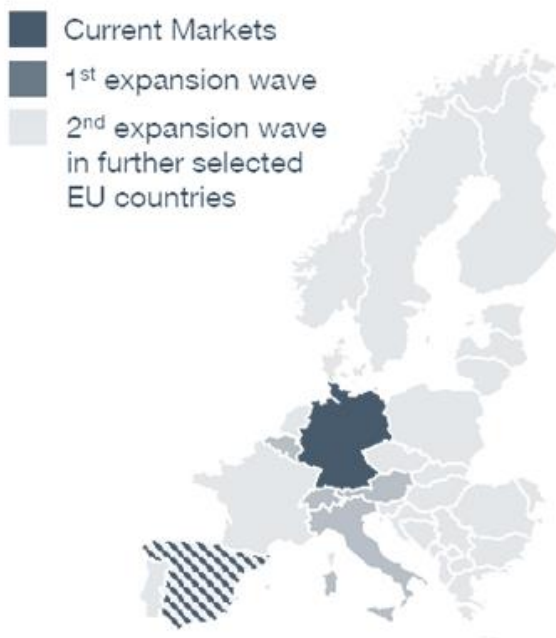 Current Markets
1st expansion wave
2nd expansion wave
in further selected
EU countries